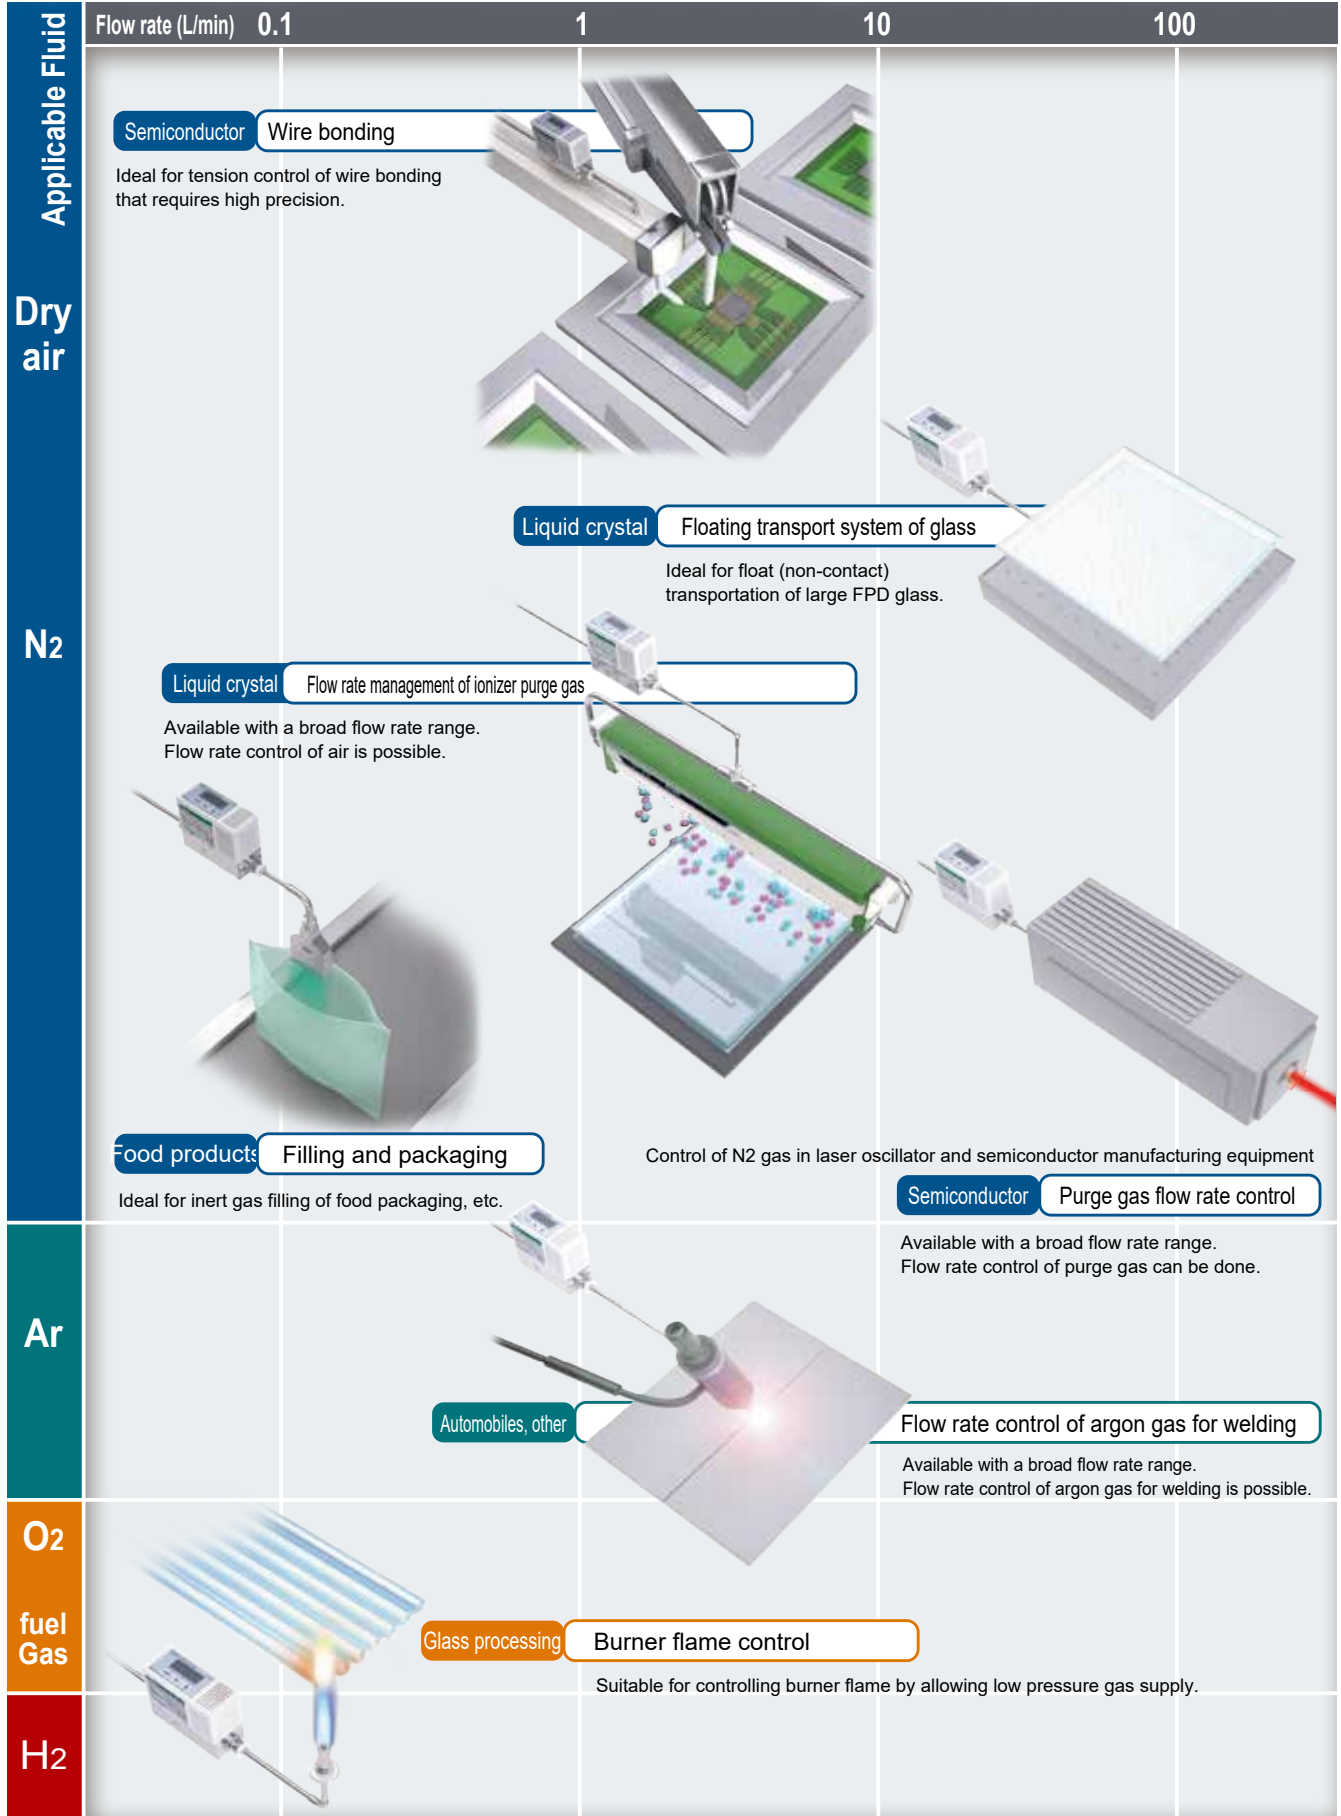 Flow rate (L/min) 0.1 1 10 100
Applicable Fluid
Semiconductor Wire bonding
Ideal for tension control of wire bonding
that requires high precision.
Dry
air
Liquid crystal Floating transport system of glass
Ideal for float (non-contact)
transportation of large FPD glass.
N2
Liquid crystal Flow rate management of ionizer purge gas
Available with a broad flow rate range.
Flow rate control of air is possible.
Food products Filling and packaging
Ideal for inert gas filling of food packaging, etc.
Control of N2 gas in laser oscillator and semiconductor manufacturing equipment
Semiconductor Purge gas flow rate control
Available with a broad flow rate range.
Flow rate control of purge gas can be done.
Ar
Automobiles, other Flow rate control of argon gas for welding
Available with a broad flow rate range.
Flow rate control of argon gas for welding is possible.
O2
fuel
Gas
Glass processing Burner flame control
Suitable for controlling burner flame by allowing low pressure gas supply.
H2